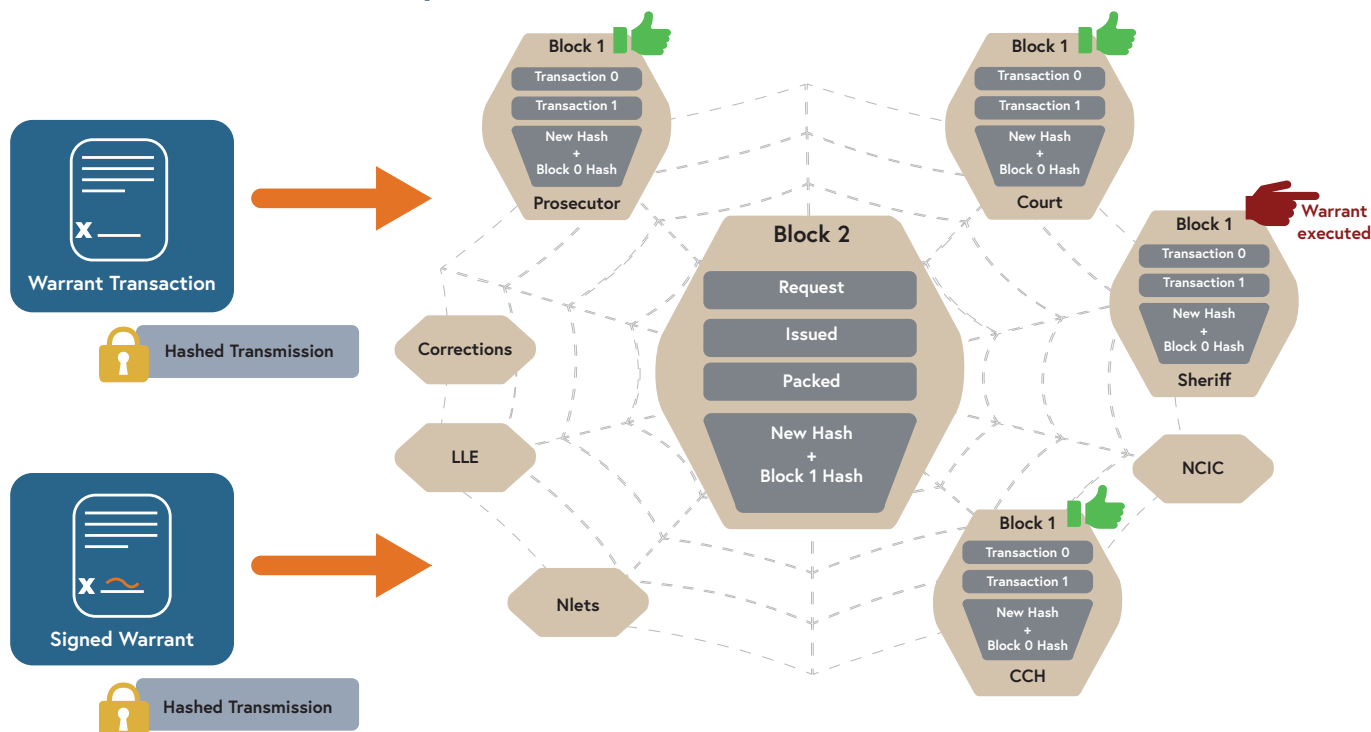 Warrant Transaction
Hashed Transmission
Signed Warrant
Hashed Transmission
Block 1
Transaction 0
Transaction 1
New Hash
+
Block 0 Hash
Prosecutor
Block 1
Transaction 0
Transaction 1
New Hash
+
Block 0 Hash
Court
Warrant
executed
Block 1
Transaction 0
Transaction 1
New Hash
+
Block 0 Hash
Sheriff
Block 2
Request
Issued
Packed
New Hash
+
Block 1 Hash
Corrections
LLE
Nlets
NCIC
Block 1
Transaction 0
Transaction 1
New Hash
+
Block 0 Hash
CCH